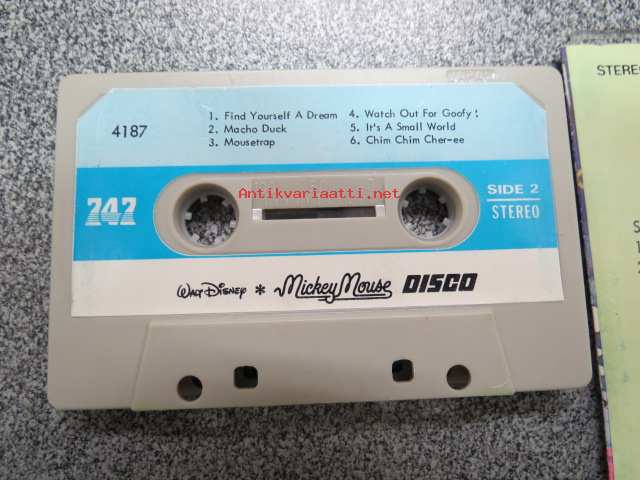 STEREO
4187
1. Find Yourself A Dream
2. Macho Duck
3. Mousetrap
4. Watch Out For Goofy!
5. It's A Small World
6. Chim Chim Cher-ee
Antikvariaatti.net
747
SIDE 2
STEREO
Walt Disney * Mickey Mouse DISCO